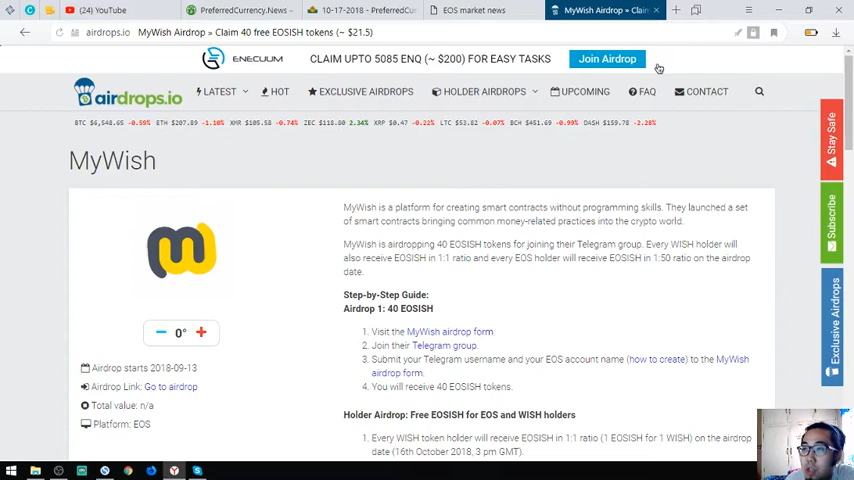 (24) YouTube
PreferredCurrency.News -
10-17-2018 - PreferredCu
EOS market news
MyWish Airdrop » Clain
airdrops.io
MyWish Airdrop » Claim 40 free EOSISH tokens (~ $21.5)
ENECUUM
CLAIM UPTO 5085 ENQ (~ $200) FOR EASY TASKS
Join Airdrop
airdrops.io
LATEST
HOT
EXCLUSIVE AIRDROPS
HOLDER AIRDROPS
UPCOMING
FAQ
CONTACT
BTC $6,548.65 -0.59% ETH $207.89 -1.10% XMR $105.58 -0.74% ZEC $118.80 2.34% XRP $0.47 -0.22% LTC $53.82 -0.07% BCH $451.69 -0.99% DASH $159.78 -2.28%
MyWish
MyWish is a platform for creating smart contracts without programming skills. They launched a set
of smart contracts bringing common money-related practices into the crypto world.
MyWish is airdropping 40 EOSISH tokens for joining their Telegram group. Every WISH holder will
also receive EOSISH in 1:1 ratio and every EOS holder will receive EOSISH in 1:50 ratio on the airdrop
date.
Step-by-Step Guide:
Airdrop 1: 40 EOSISH
1. Visit the MyWish airdrop form.
2. Join their Telegram group.
3. Submit your Telegram username and your EOS account name (how to create) to the MyWish
airdrop form.
4. You will receive 40 EOSISH tokens.
Holder Airdrop: Free EOSISH for EOS and WISH holders
1. Every WISH token holder will receive EOSISH in 1:1 ratio (1 EOSISH for 1 WISH) on the airdrop
date (16th October 2018, 3 pm GMT).
0°
Airdrop starts 2018-09-13
Airdrop Link: Go to airdrop
Total value: n/a
Platform: EOS
Stay Safe
Subscribe
Exclusive Airdrops